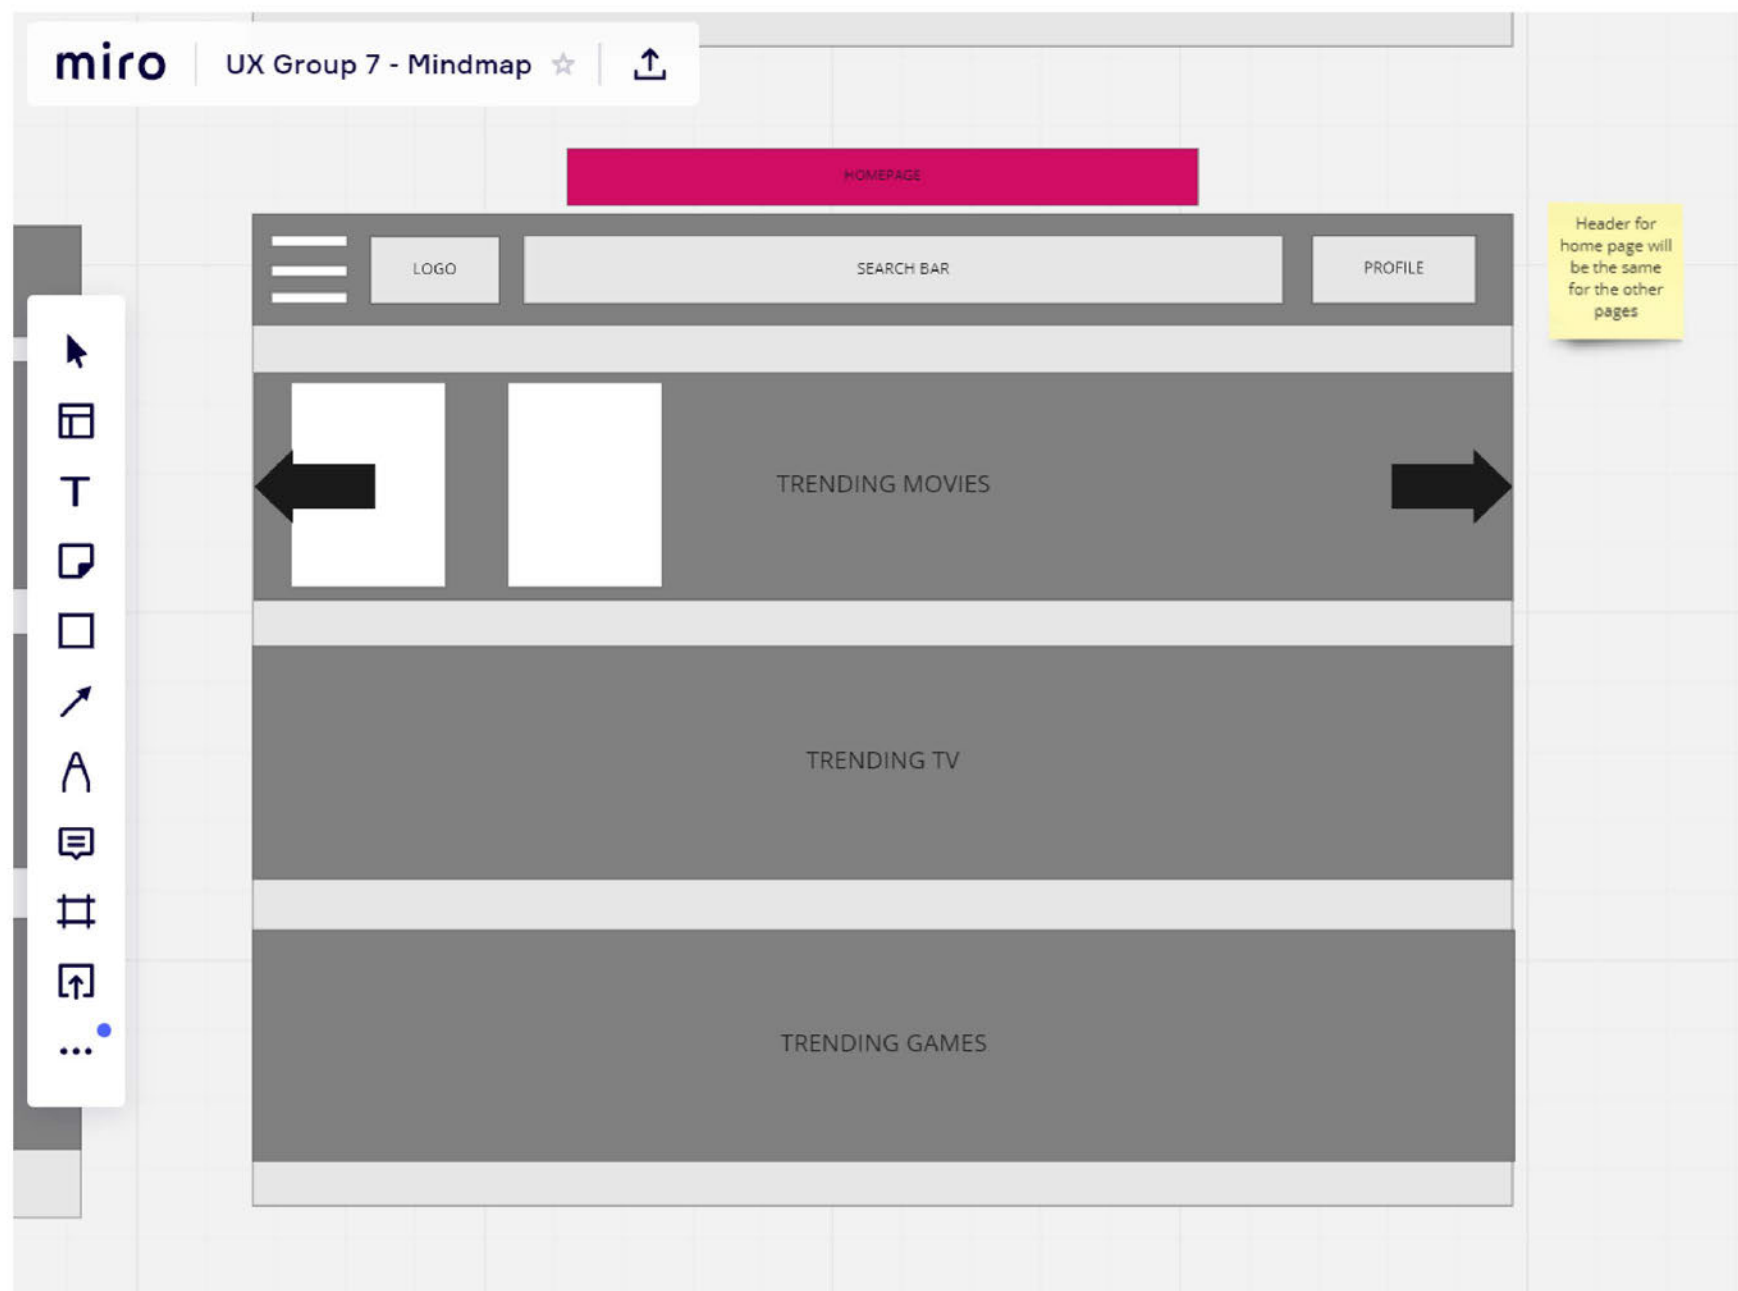 miro
UX Group 7 - Mindmap
HOMEPAGE
LOGO
SEARCH BAR
PROFILE
Header for
home page will
be the same
for the other
pages
TRENDING MOVIES
TRENDING TV
TRENDING GAMES